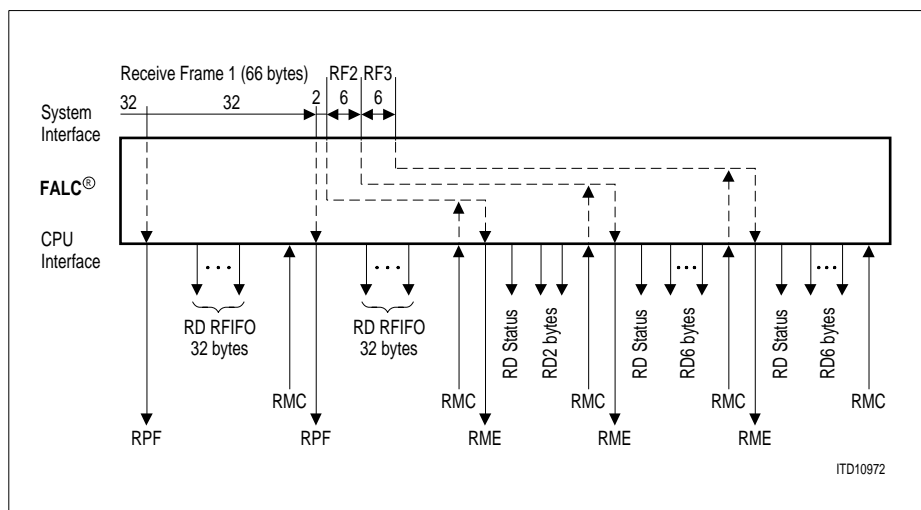 Receive Frame 1 (66 bytes)
RF2
RF3
32
32
2
6
6
System
Interface
FALC®
CPU
Interface
• • •
RD RFIFO
32 bytes
• • •
RD RFIFO
32 bytes
RD Status
RD2 bytes
RD Status
•••
RD6 bytes
RD Status
•••
RD6 bytes
RMC
RMC
RMC
RMC
RMC
RPF
RPF
RME
RME
RME
ITD10972